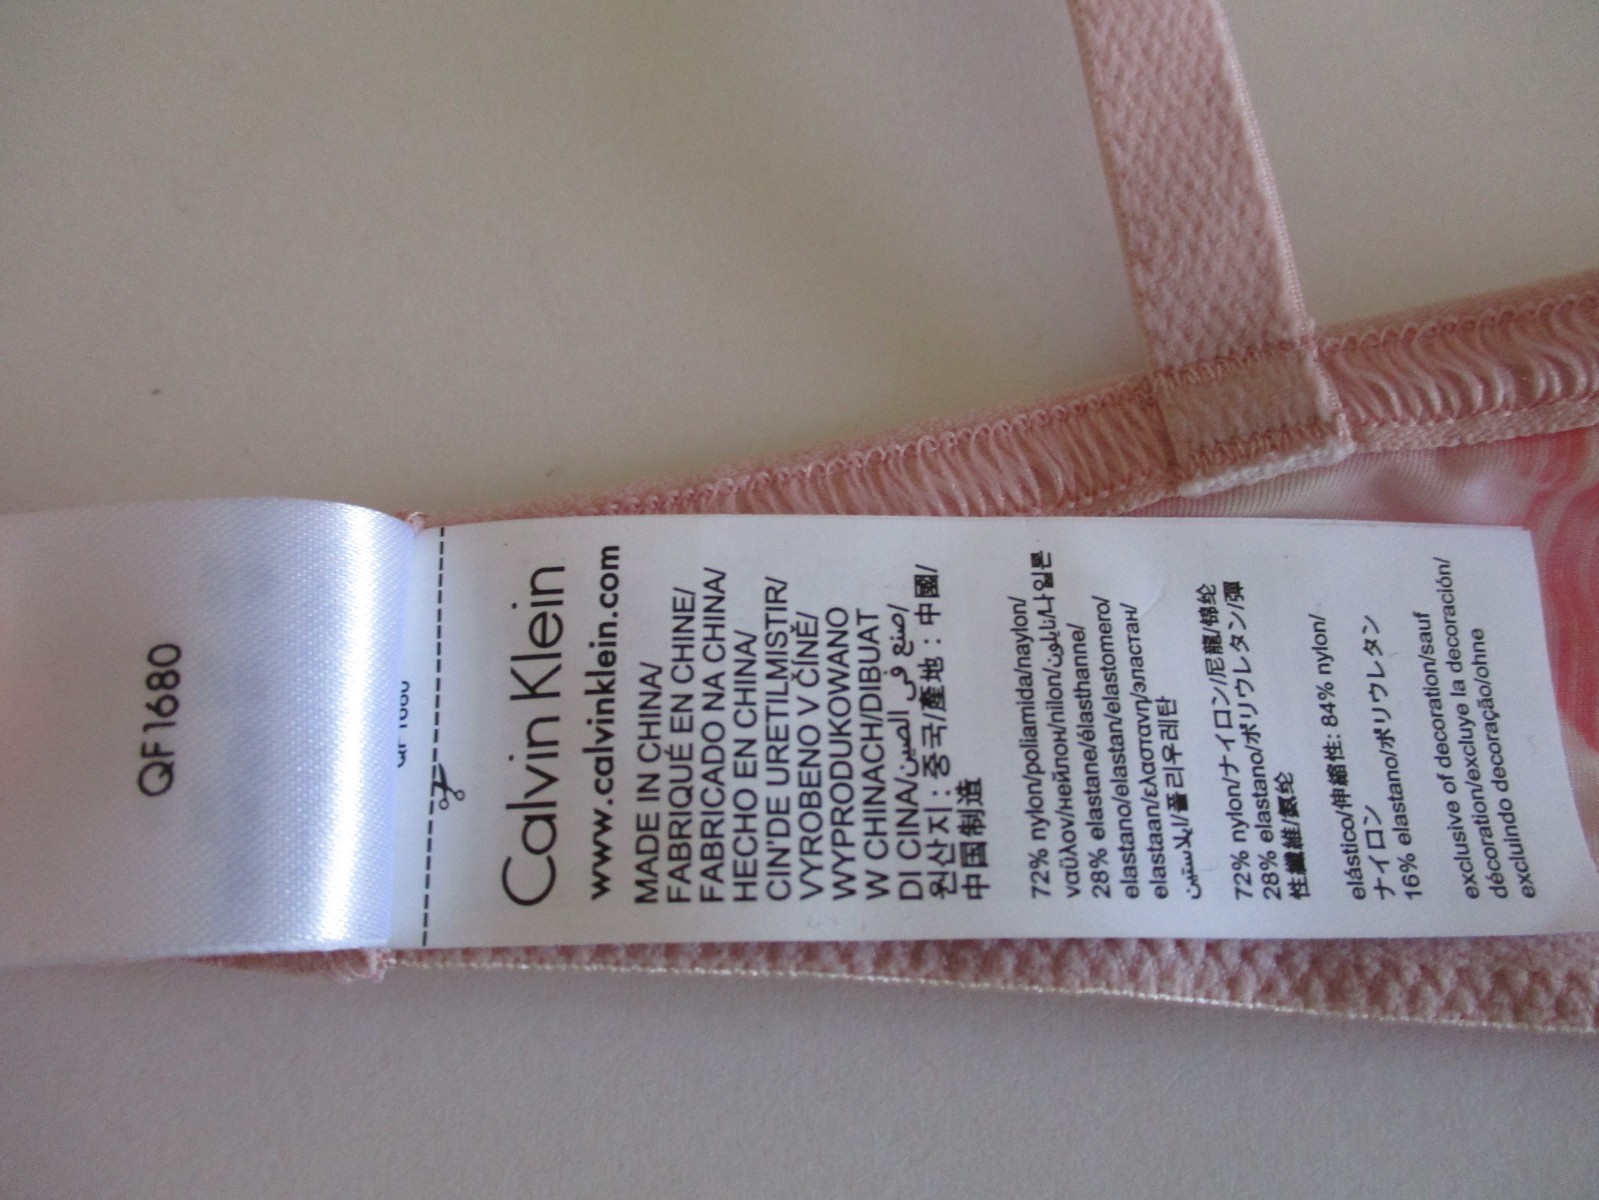 QF1680
QF1680
Calvin Klein
www.calvinklein.com
MADE IN CHINA/
FABRIQUÉ EN CHINE/
FABRICADO NA CHINA/
HECHO EN CHINA/
CIN'DE URETILMISTIR/
VYROBENO V ČÍNĚ/
WYPRODUKOWANO
W CHINACH/DIBUAT
DI CINA/صنع في الصين/
원산지 : 중국/產地 : 中國/
中国制造
72% nylon/poliamida/naylon/
ναϋλον/нейлон/nilon/نايلون/나일론
28% elastane/élasthanne/
elastano/elastan/elastomero/
elastaan/ελαστανη/эластан/
ايلاستين/폴리우레탄
72% nylon/ナイロン/尼龍/锦纶
28% elastano/ポリウレタン/彈
性纖維/氨纶
elástico/伸縮性: 84% nylon/
ナイロン
16% elastano/ポリウレタン
exclusive of decoration/sauf
décoration/excluye la decoración/
excluindo decoração/ohne